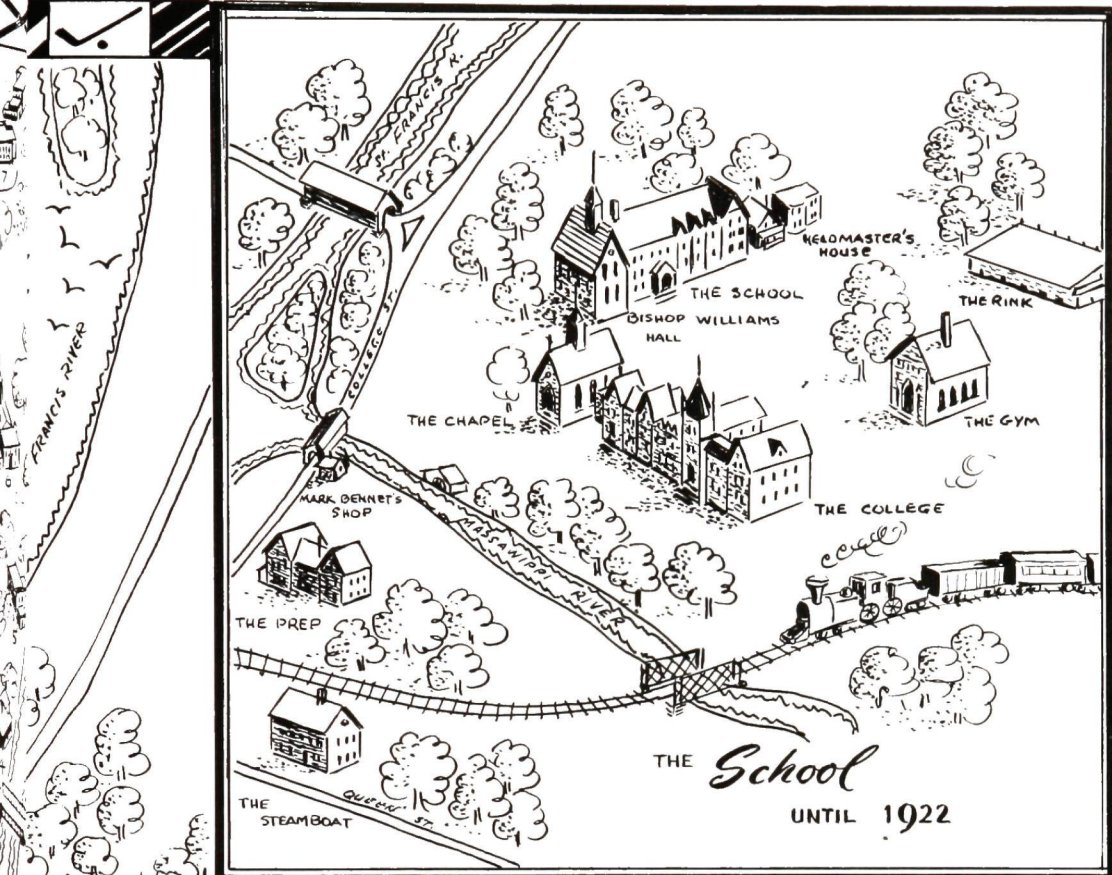 FRANCIS RIVER
ST. FRANCIS R.
COLLEGE ST.
HEADMASTER'S
HOUSE
THE SCHOOL
BISHOP WILLIAMS
HALL
THE RINK
THE CHAPEL
THE GYM
MARK BENNET'S
SHOP
THE COLLEGE
MASSAWIPPI RIVER
THE PREP
THE School
UNTIL 1922
THE
STEAMBOAT
QUEEN ST.